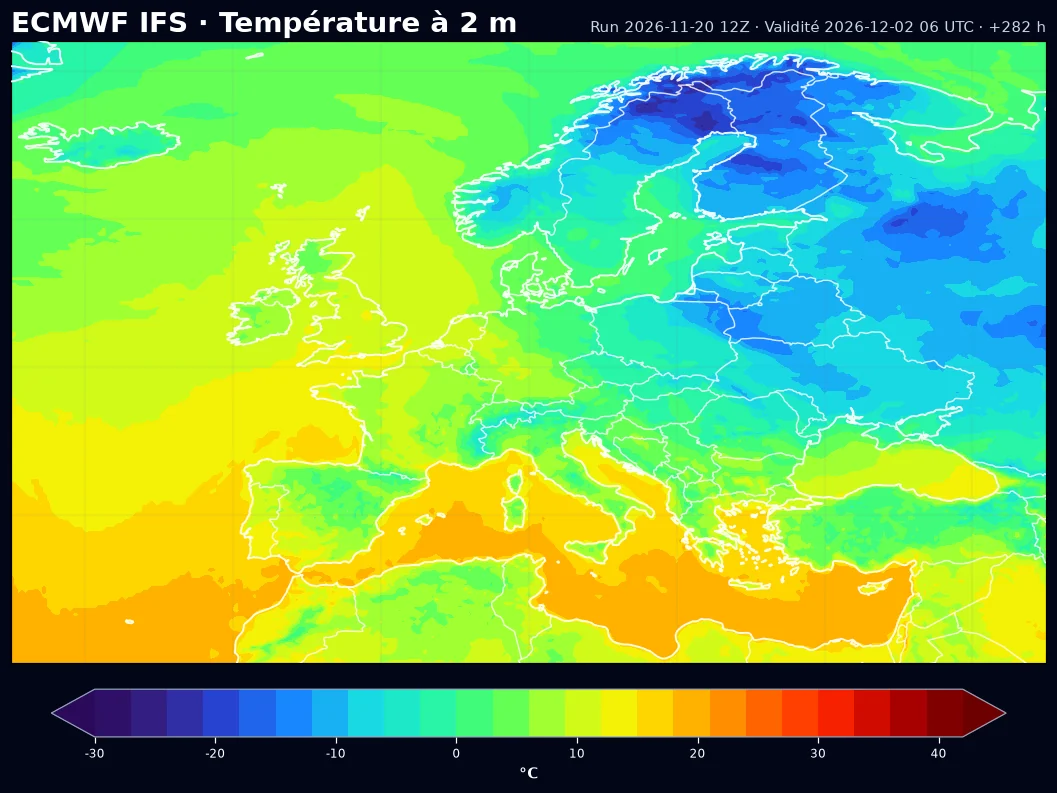 ECMWF IFS · Température à 2 m
Run 2026-11-20 12Z · Validité 2026-12-02 06 UTC · +282 h
-30 -20 -10 0 10 20 30 40
°C